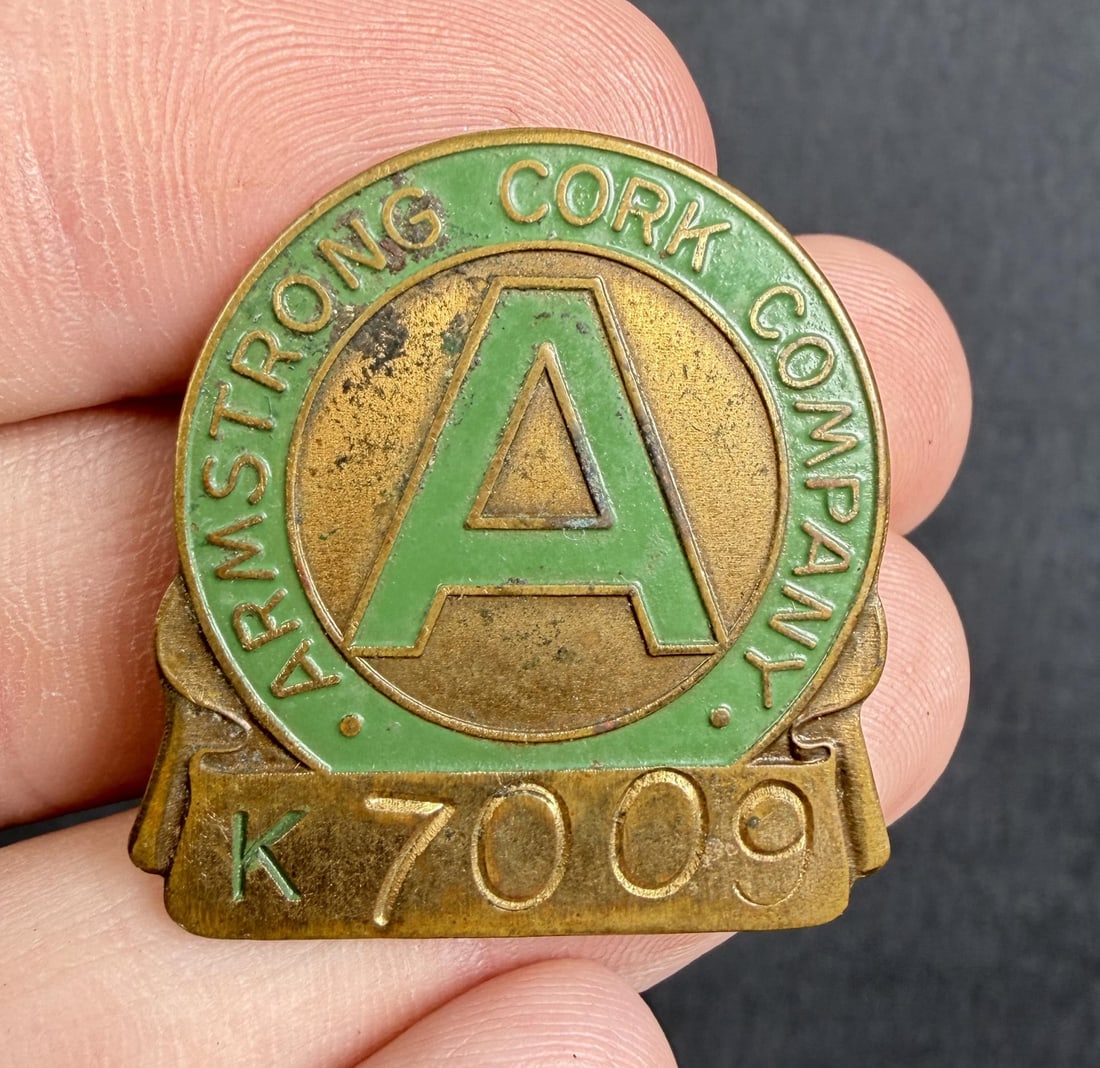 · ARMSTRONG CORK COMPANY ·
A
K 7009